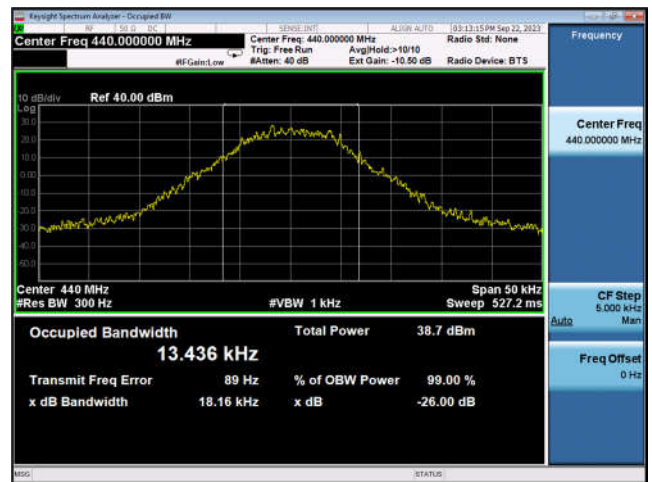 Keysight Spectrum Analyzer - Occupied BW
RF 50 Ω DC SENSE:INT ALIGN AUTO 03:13:15 PM Sep 22, 2023
Center Freq 440.000000 MHz
Center Freq: 440.000000 MHz
Radio Std: None
Trig: Free Run Avg|Hold:>10/10
#IFGain:Low #Atten: 40 dB Ext Gain: -10.50 dB Radio Device: BTS
Frequency
10 dB/div Ref 40.00 dBm
Log
30.0
20.0
10.0
0.00
-10.0
-20.0
-30.0
-40.0
-50.0
Center 440 MHz Span 50 kHz
#Res BW 300 Hz #VBW 1 kHz Sweep 527.2 ms
Occupied Bandwidth Total Power 38.7 dBm
13.436 kHz
Transmit Freq Error 89 Hz % of OBW Power 99.00 %
x dB Bandwidth 18.16 kHz x dB -26.00 dB
Center Freq
440.000000 MHz
CF Step
5.000 kHz
Auto Man
Freq Offset
0 Hz
MSG STATUS